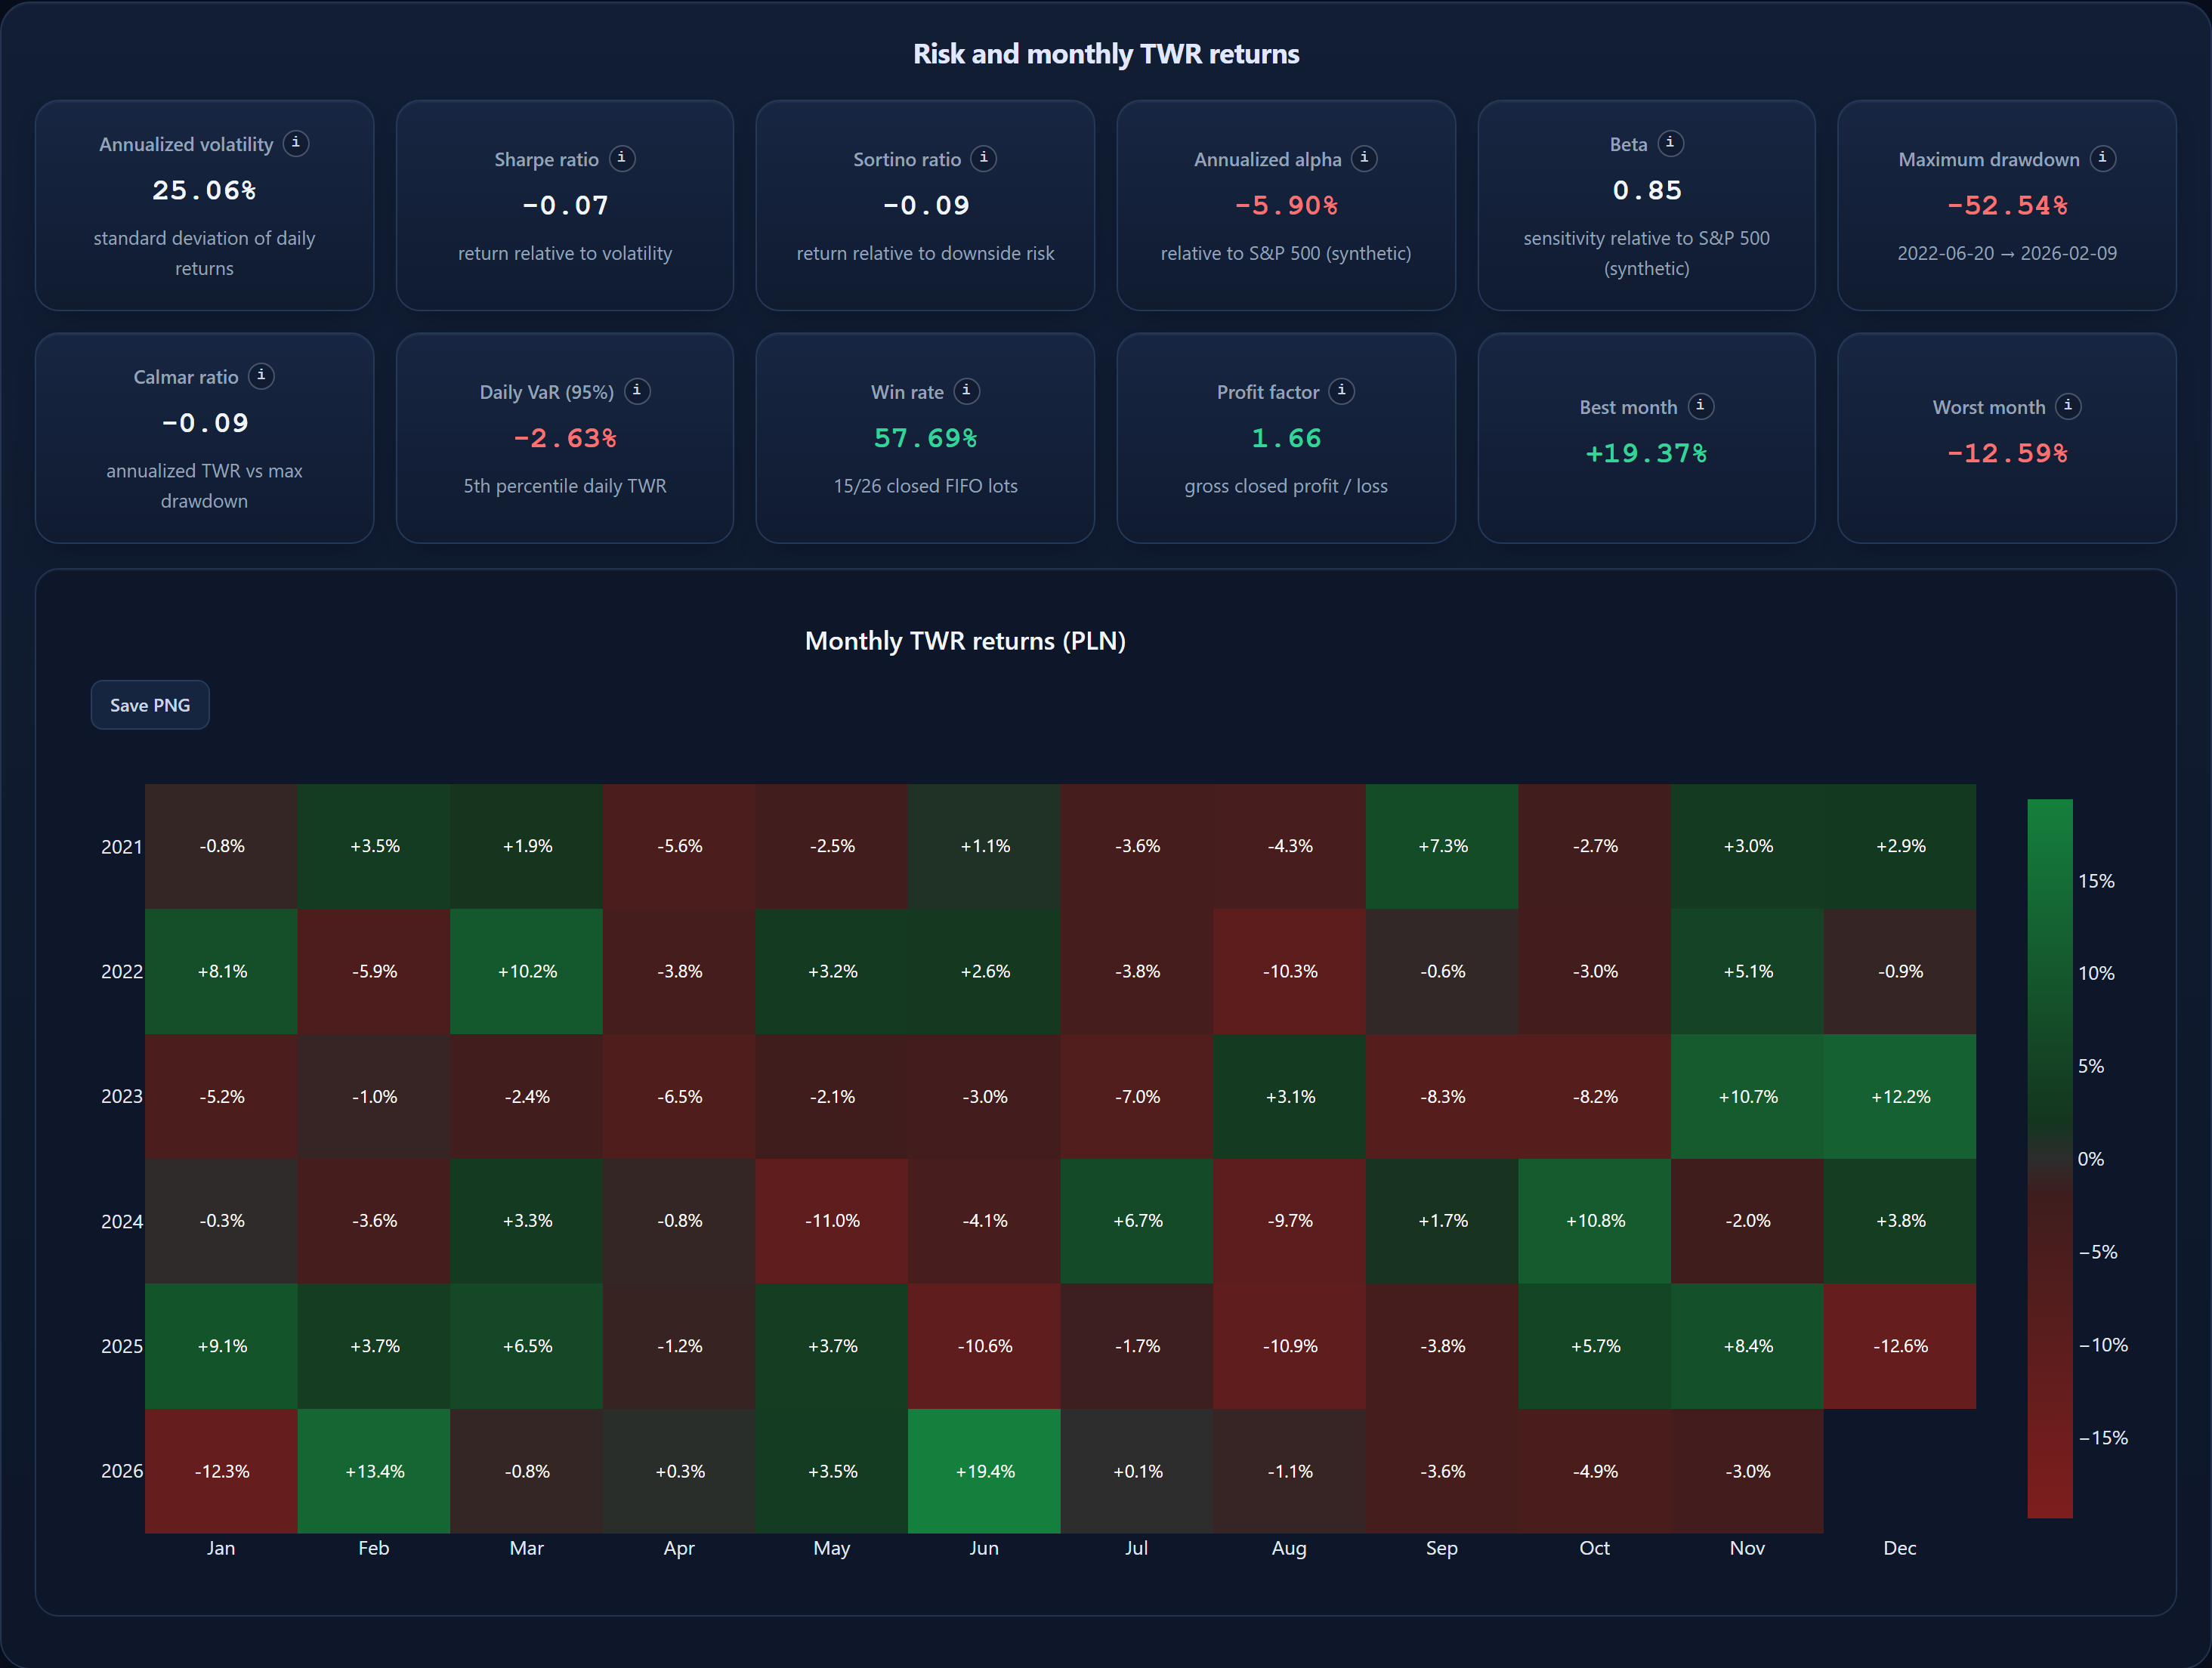 Risk and monthly TWR returns
Annualized volatility i
25.06%
standard deviation of daily
returns
Sharpe ratio i
-0.07
return relative to volatility
Sortino ratio i
-0.09
return relative to downside risk
Annualized alpha i
-5.90%
relative to S&P 500 (synthetic)
Beta i
0.85
sensitivity relative to S&P 500
(synthetic)
Maximum drawdown i
-52.54%
2022-06-20 → 2026-02-09
Calmar ratio i
-0.09
annualized TWR vs max
drawdown
Daily VaR (95%) i
-2.63%
5th percentile daily TWR
Win rate i
57.69%
15/26 closed FIFO lots
Profit factor i
1.66
gross closed profit / loss
Best month i
+19.37%
Worst month i
-12.59%
Monthly TWR returns (PLN)
Save PNG
2021 -0.8% +3.5% +1.9% -5.6% -2.5% +1.1% -3.6% -4.3% +7.3% -2.7% +3.0% +2.9%
2022 +8.1% -5.9% +10.2% -3.8% +3.2% +2.6% -3.8% -10.3% -0.6% -3.0% +5.1% -0.9%
2023 -5.2% -1.0% -2.4% -6.5% -2.1% -3.0% -7.0% +3.1% -8.3% -8.2% +10.7% +12.2%
2024 -0.3% -3.6% +3.3% -0.8% -11.0% -4.1% +6.7% -9.7% +1.7% +10.8% -2.0% +3.8%
2025 +9.1% +3.7% +6.5% -1.2% +3.7% -10.6% -1.7% -10.9% -3.8% +5.7% +8.4% -12.6%
2026 -12.3% +13.4% -0.8% +0.3% +3.5% +19.4% +0.1% -1.1% -3.6% -4.9% -3.0%
Jan Feb Mar Apr May Jun Jul Aug Sep Oct Nov Dec
15%
10%
5%
0%
−5%
−10%
−15%